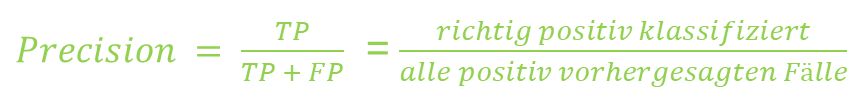 Precision = TP / TP + FP = richtig positiv klassifiziert / alle positiv vorhergesagten Fälle